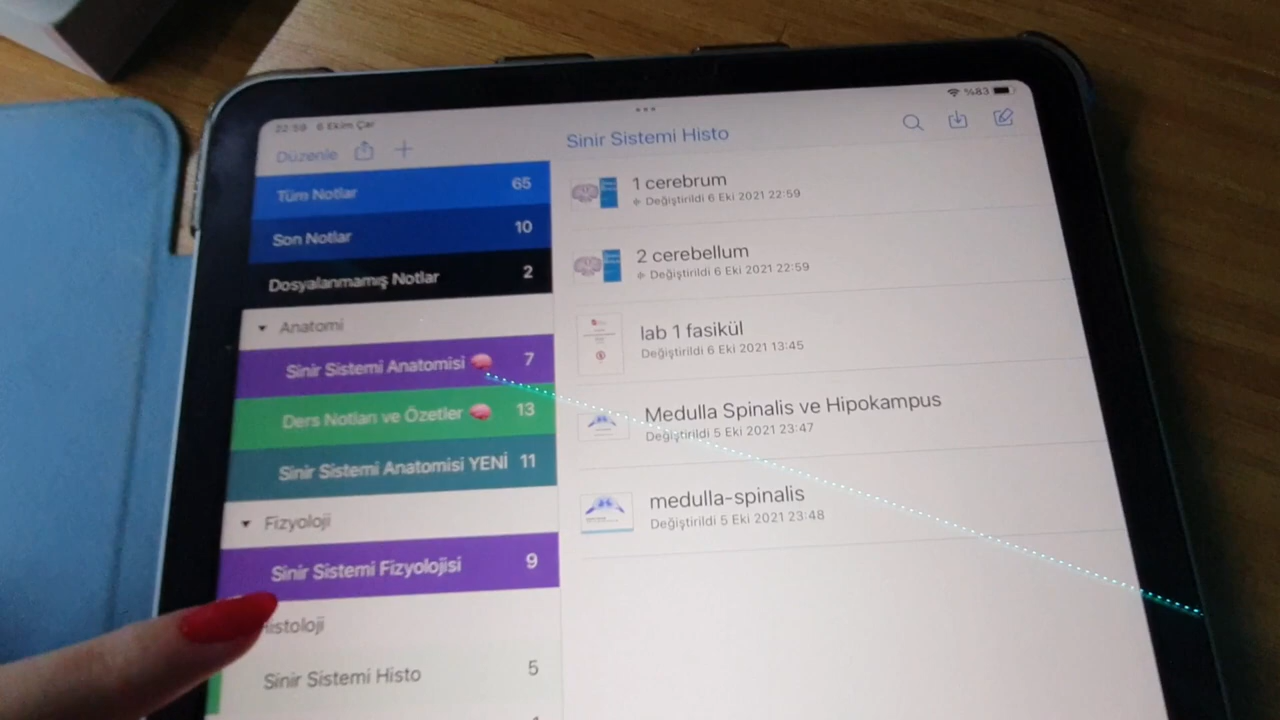 22:59 6 Ekim Çar
%83
Düzenle
Sinir Sistemi Histo
Tüm Notlar 65
Son Notlar 10
Dosyalanmamış Notlar 2
Anatomi
Sinir Sistemi Anatomisi 7
Ders Notları ve Özetler 13
Sinir Sistemi Anatomisi YENİ 11
Fizyoloji
Sinir Sistemi Fizyolojisi 9
Histoloji
Sinir Sistemi Histo 5
1 cerebrum
Değiştirildi 6 Eki 2021 22:59
2 cerebellum
Değiştirildi 6 Eki 2021 22:59
lab 1 fasikül
Değiştirildi 6 Eki 2021 13:45
Medulla Spinalis ve Hipokampus
Değiştirildi 5 Eki 2021 23:47
medulla-spinalis
Değiştirildi 5 Eki 2021 23:48